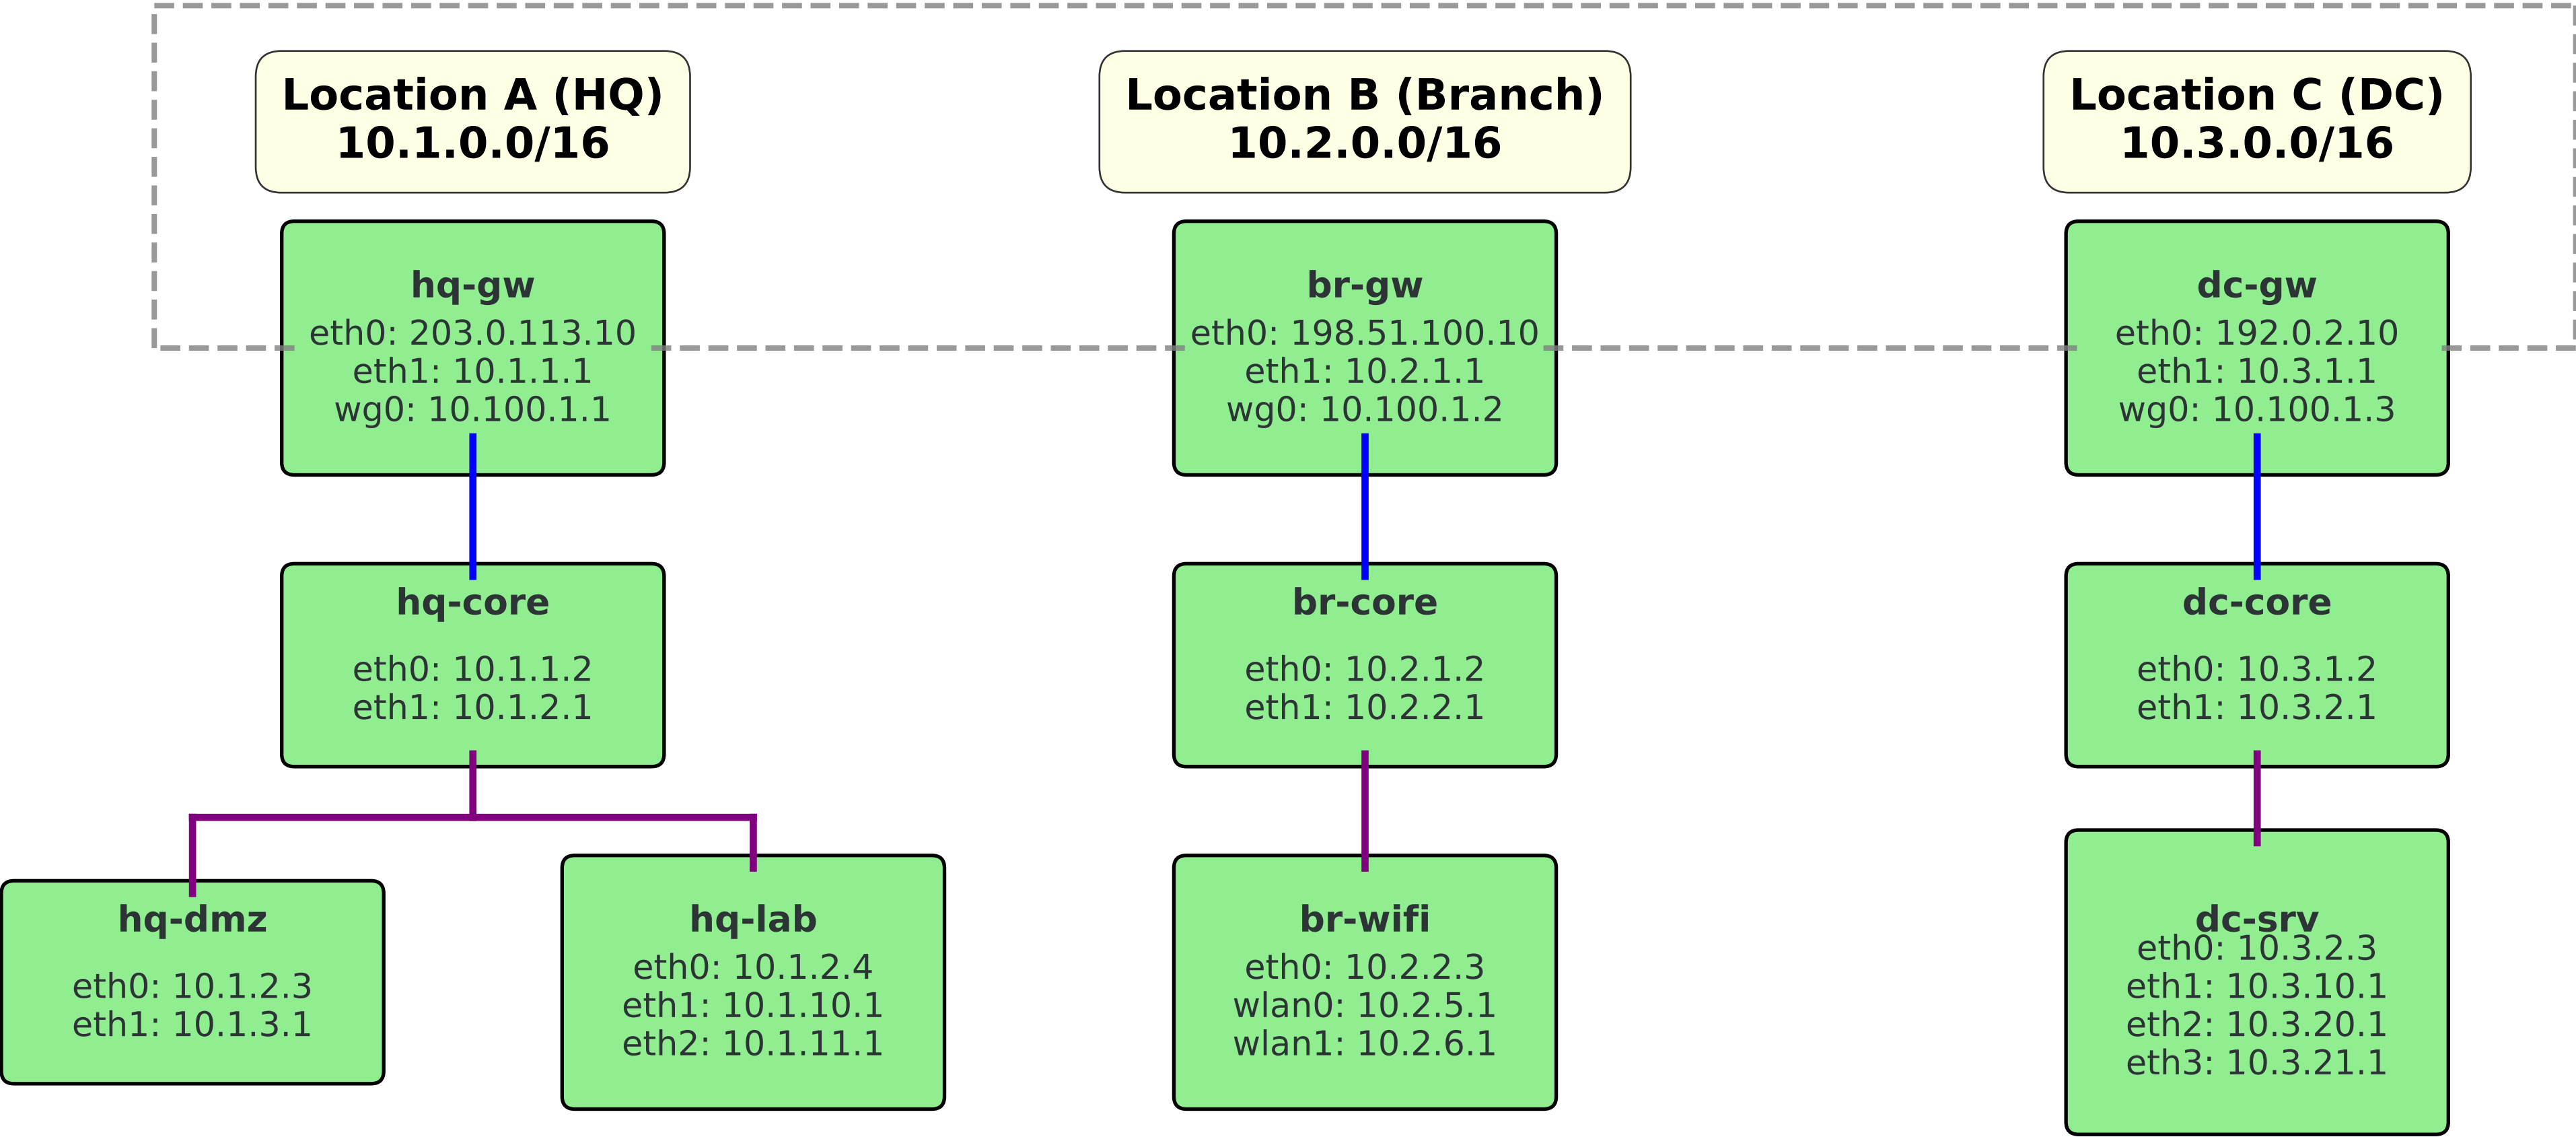 Location A (HQ)
10.1.0.0/16
Location B (Branch)
10.2.0.0/16
Location C (DC)
10.3.0.0/16
hq-gw
eth0: 203.0.113.10
eth1: 10.1.1.1
wg0: 10.100.1.1
br-gw
eth0: 198.51.100.10
eth1: 10.2.1.1
wg0: 10.100.1.2
dc-gw
eth0: 192.0.2.10
eth1: 10.3.1.1
wg0: 10.100.1.3
hq-core
eth0: 10.1.1.2
eth1: 10.1.2.1
br-core
eth0: 10.2.1.2
eth1: 10.2.2.1
dc-core
eth0: 10.3.1.2
eth1: 10.3.2.1
hq-dmz
eth0: 10.1.2.3
eth1: 10.1.3.1
hq-lab
eth0: 10.1.2.4
eth1: 10.1.10.1
eth2: 10.1.11.1
br-wifi
eth0: 10.2.2.3
wlan0: 10.2.5.1
wlan1: 10.2.6.1
dc-srv
eth0: 10.3.2.3
eth1: 10.3.10.1
eth2: 10.3.20.1
eth3: 10.3.21.1